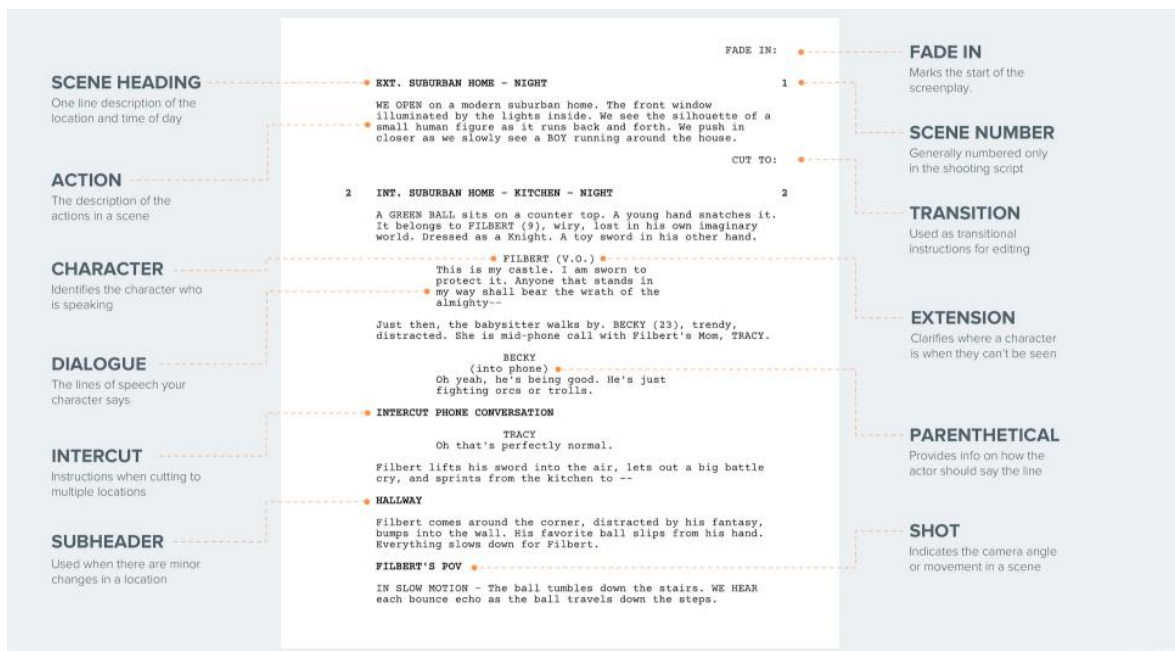 FADE IN:
EXT. SUBURBAN HOME - NIGHT 1
WE OPEN on a modern suburban home. The front window
illuminated by the lights inside. We see the silhouette of a
small human figure as it runs back and forth. We push in
closer as we slowly see a BOY running around the house.
CUT TO:
2 INT. SUBURBAN HOME - KITCHEN - NIGHT 2
A GREEN BALL sits on a counter top. A young hand snatches it.
It belongs to FILBERT (9), wiry, lost in his own imaginary
world. Dressed as a Knight. A toy sword in his other hand.
FILBERT (V.O.)
This is my castle. I am sworn to
protect it. Anyone that stands in
my way shall bear the wrath of the
almighty--
Just then, the babysitter walks by. BECKY (23), trendy,
distracted. She is mid-phone call with Filbert's Mom, TRACY.
BECKY
(into phone)
Oh yeah, he's being good. He's just
fighting orcs or trolls.
INTERCUT PHONE CONVERSATION
TRACY
Oh that's perfectly normal.
Filbert lifts his sword into the air, lets out a big battle
cry, and sprints from the kitchen to --
HALLWAY
Filbert comes around the corner, distracted by his fantasy,
bumps into the wall. His favorite ball slips from his hand.
Everything slows down for Filbert.
FILBERT'S POV
IN SLOW MOTION - The ball tumbles down the stairs. WE HEAR
each bounce echo as the ball travels down the steps.
SCENE HEADING
One line description of the
location and time of day
ACTION
The description of the
actions in a scene
CHARACTER
Identifies the character who
is speaking
DIALOGUE
The lines of speech your
character says
INTERCUT
Instructions when cutting to
multiple locations
SUBHEADER
Used when there are minor
changes in a location
FADE IN
Marks the start of the
screenplay.
SCENE NUMBER
Generally numbered only
in the shooting script
TRANSITION
Used as transitional
instructions for editing
EXTENSION
Clarifies where a character
is when they can't be seen
PARENTHETICAL
Provides info on how the
actor should say the line
SHOT
Indicates the camera angle
or movement in a scene